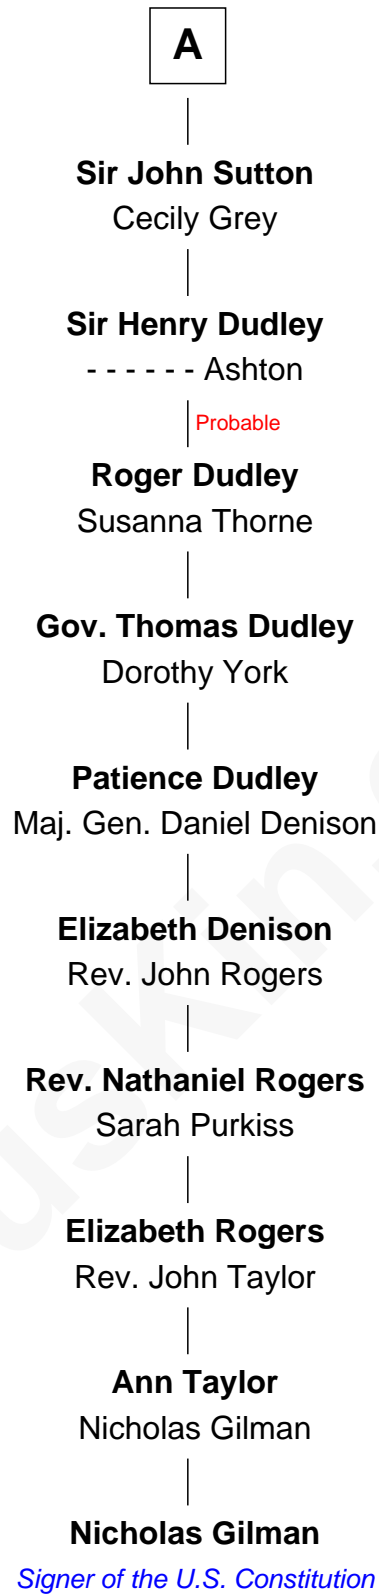 A
Sir John Sutton
Cecily Grey
Sir Henry Dudley
- - - - - - Ashton
Probable
Roger Dudley
Susanna Thorne
Gov. Thomas Dudley
Dorothy York
Patience Dudley
Maj. Gen. Daniel Denison
Elizabeth Denison
Rev. John Rogers
Rev. Nathaniel Rogers
Sarah Purkiss
Elizabeth Rogers
Rev. John Taylor
Ann Taylor
Nicholas Gilman
Nicholas Gilman
Signer of the U.S. Constitution